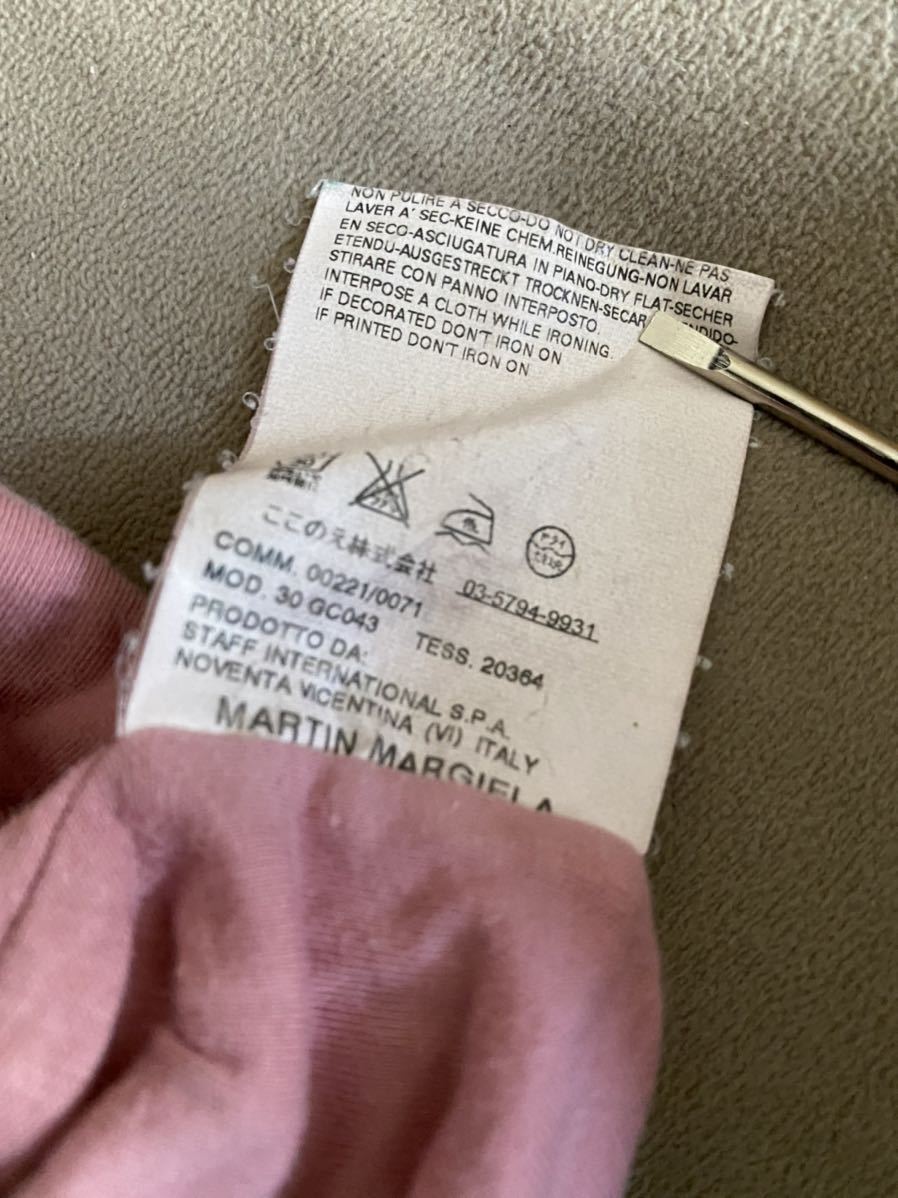 NON PULIRE A SECCO-DO NOT DRY CLEAN-NE PAS
LAVER A' SEC-KEINE CHEM.REINEGUNG-NON LAVAR
EN SECO-ASCIUGATURA IN PIANO-DRY FLAT-SECHER
ETENDU-AUSGESTRECKT TROCKNEN-SECAR
STIRARE CON PANNO INTERPOSTO.
INTERPOSE A CLOTH WHILE IRONING.
IF DECORATED DON'T IRON ON
IF PRINTED DON'T IRON ON
ここのえ株式会社 03-5794-9931
COMM. 00221/0071
MOD. 30 GC043 TESS. 20364
PRODOTTO DA:
STAFF INTERNATIONAL S.P.A.
NOVENTA VICENTINA (VI) ITALY
MARTIN MARGIELA